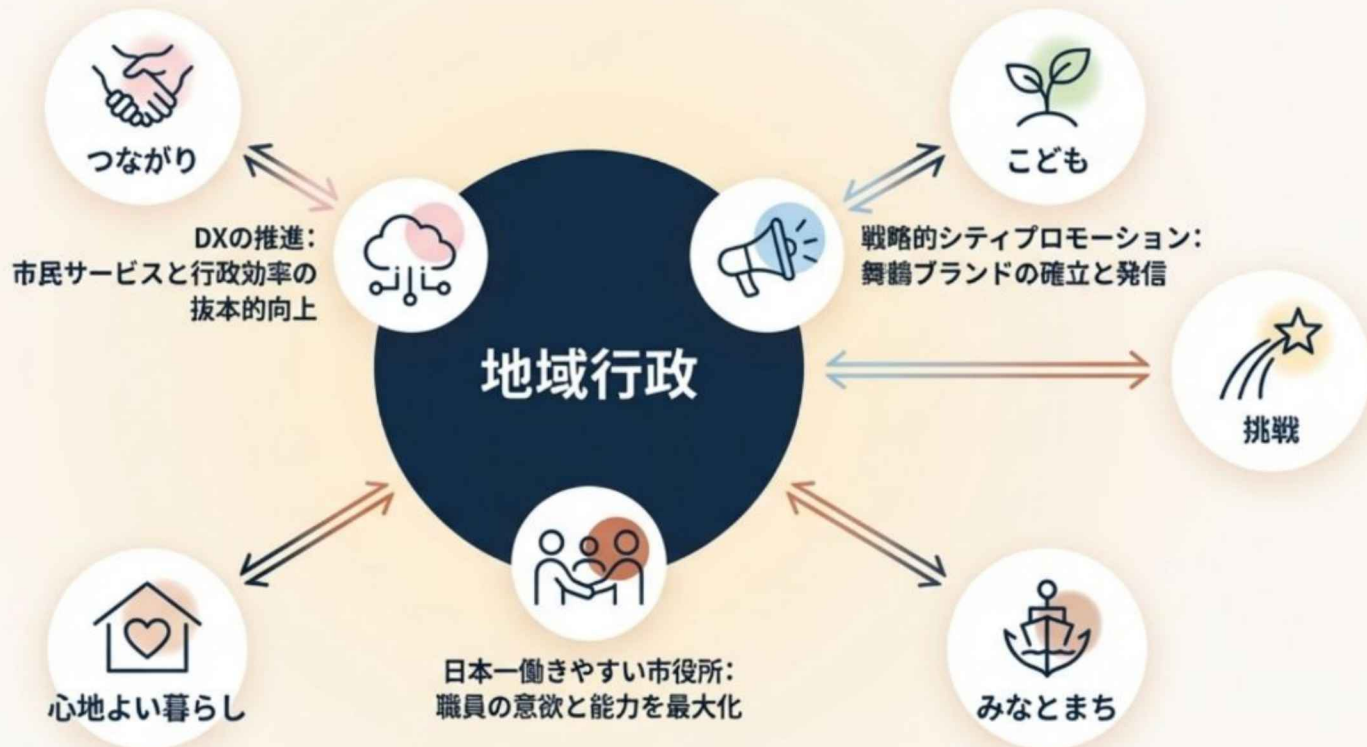 つながり
こども
DXの推進：
市民サービスと行政効率の
抜本的向上
戦略的シティプロモーション：
舞鶴ブランドの確立と発信
地域行政
挑戦
心地よい暮らし
日本一働きやすい市役所：
職員の意欲と能力を最大化
みなとまち